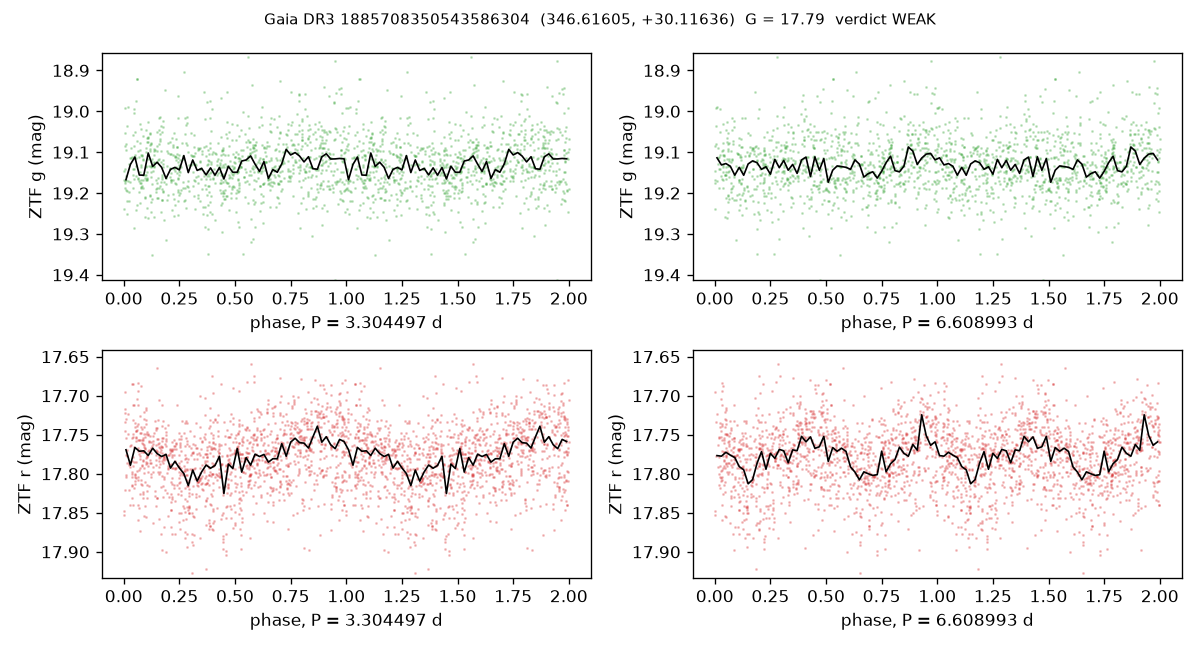 Gaia DR3 1885708350543586304 (346.61605, +30.11636) G = 17.79 verdict WEAK
ZTF g (mag)
18.9
19.0
19.1
19.2
19.3
19.4
0.00 0.25 0.50 0.75 1.00 1.25 1.50 1.75 2.00
phase, P = 3.304497 d
ZTF g (mag)
18.9
19.0
19.1
19.2
19.3
19.4
0.00 0.25 0.50 0.75 1.00 1.25 1.50 1.75 2.00
phase, P = 6.608993 d
ZTF r (mag)
17.65
17.70
17.75
17.80
17.85
17.90
0.00 0.25 0.50 0.75 1.00 1.25 1.50 1.75 2.00
phase, P = 3.304497 d
ZTF r (mag)
17.65
17.70
17.75
17.80
17.85
17.90
0.00 0.25 0.50 0.75 1.00 1.25 1.50 1.75 2.00
phase, P = 6.608993 d